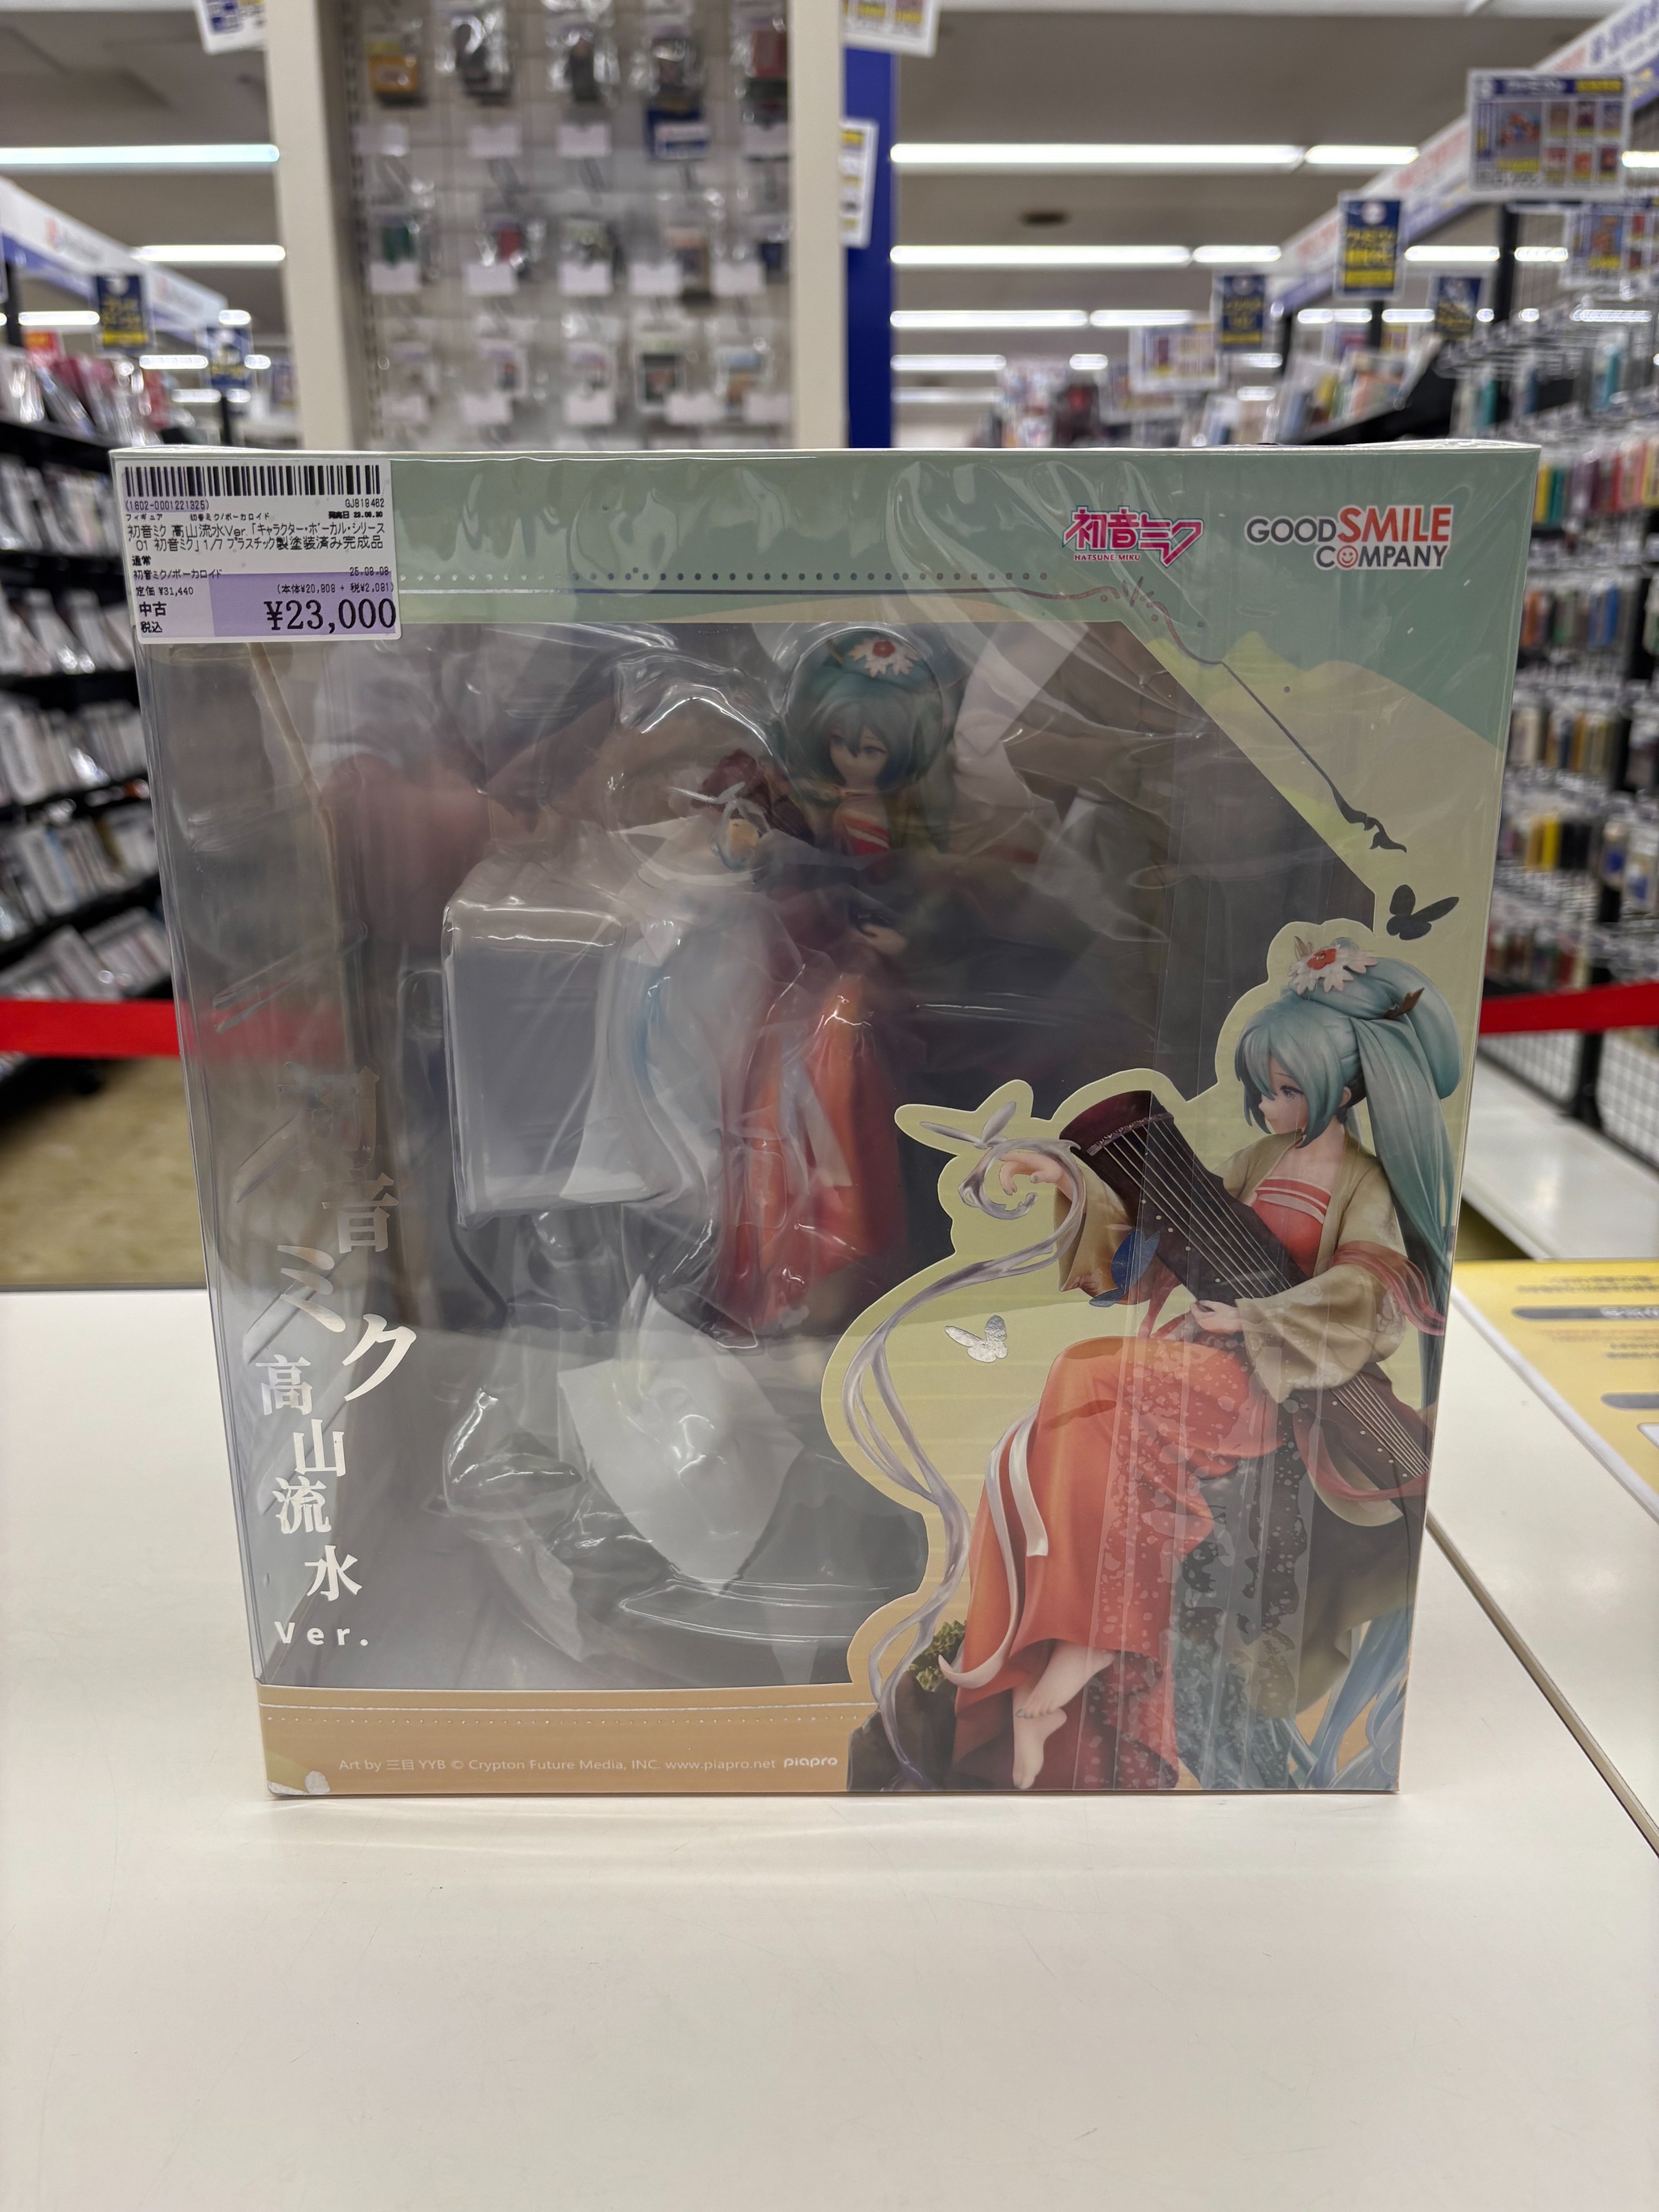 (1602-0001221325)
GJ819462
フィギュア 初音ミク/ボーカロイド
初音ミク 高山流水Ver.「キャラクター・ボーカル・シリーズ
01 初音ミク」1/7 プラスチック製塗装済み完成品
通常
初音ミク/ボーカロイド
定価 ¥31,440
(本体¥20,909 + 税¥2,091)
中古
税込
¥23,000
初音ミク
HATSUNE MIKU
GOOD SMILE
COMPANY
初音ミク
高山流水
Ver.
Art by 三目 YYB © Crypton Future Media, INC. www.piapro.net piapro